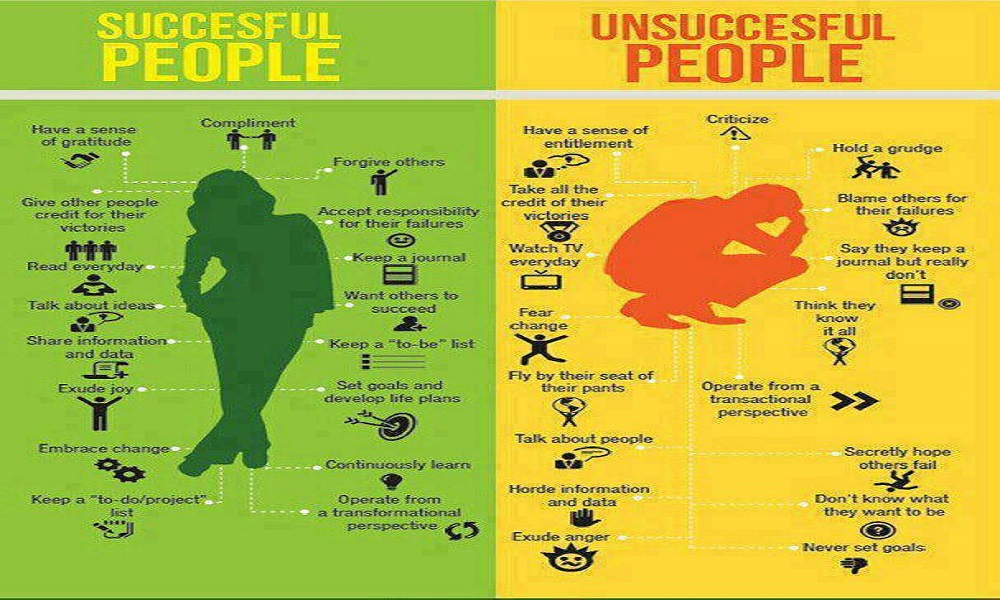 SUCCESFUL
PEOPLE
Have a sense
of gratitude
Compliment
Forgive others
Give other people
credit for their
victories
Accept responsibility
for their failures
Read everyday
Keep a journal
Talk about ideas
Want others to
succeed
Share information
and data
Keep a "to-be" list
Exude joy
Set goals and
develop life plans
Embrace change
Continuously learn
Keep a "to-do/project"
list
Operate from
a transformational
perspective
UNSUCCESFUL
PEOPLE
Have a sense of
entitlement
Criticize
Hold a grudge
Take all the
credit of their
victories
Blame others for
their failures
Watch TV
everyday
Say they keep a
journal but really
don't
Fear
change
Think they
know
it all
Fly by their seat of
their pants
Operate from a
transactional
perspective
Talk about people
Secretly hope
others fail
Horde information
and data
Don't know what
they want to be
Exude anger
Never set goals